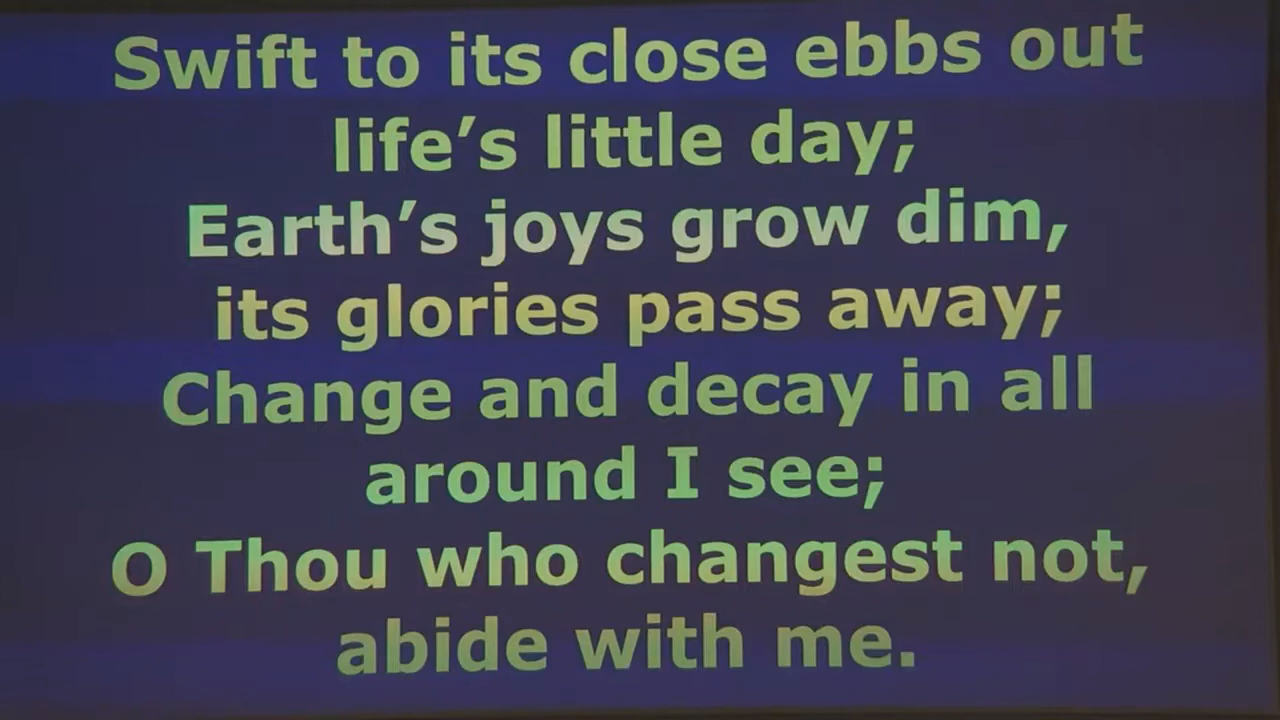 Swift to its close ebbs out
life’s little day;
Earth’s joys grow dim,
its glories pass away;
Change and decay in all
around I see;
O Thou who changest not,
abide with me.